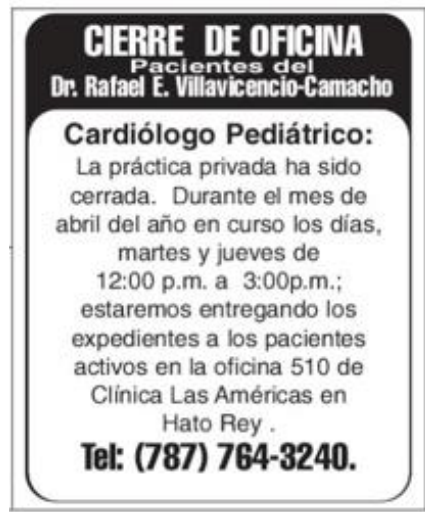 CIERRE DE OFICINA
Pacientes del
Dr. Rafael E. Villavicencio-Camacho
Cardiólogo Pediátrico:
La práctica privada ha sido
cerrada. Durante el mes de
abril del año en curso los días,
martes y jueves de
12:00 p.m. a 3:00p.m.;
estaremos entregando los
expedientes a los pacientes
activos en la oficina 510 de
Clínica Las Américas en
Hato Rey .
Tel: (787) 764-3240.